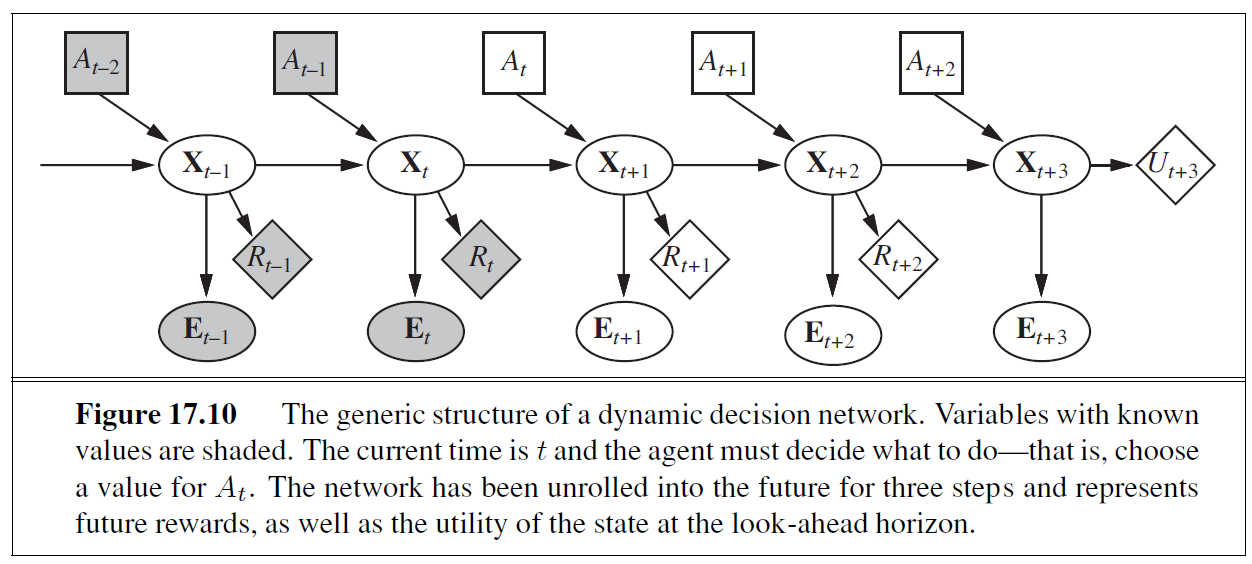 A_{t–2} A_{t–1} A_t A_{t+1} A_{t+2}
X_{t–1} X_t X_{t+1} X_{t+2} X_{t+3} U_{t+3}
R_{t–1} R_t R_{t+1} R_{t+2}
E_{t–1} E_t E_{t+1} E_{t+2} E_{t+3}
Figure 17.10 The generic structure of a dynamic decision network. Variables with known
values are shaded. The current time is t and the agent must decide what to do—that is, choose
a value for A_t. The network has been unrolled into the future for three steps and represents
future rewards, as well as the utility of the state at the look-ahead horizon.